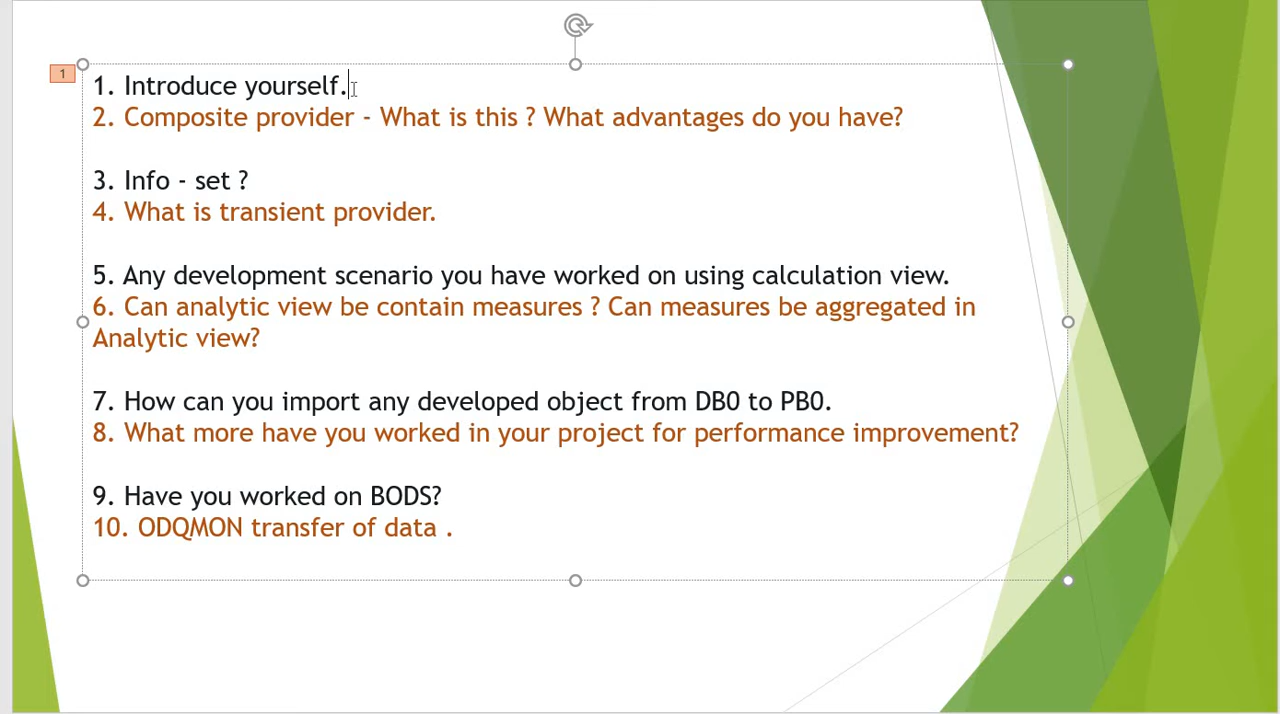 1
1. Introduce yourself.
2. Composite provider - What is this ? What advantages do you have?
3. Info - set ?
4. What is transient provider.
5. Any development scenario you have worked on using calculation view.
6. Can analytic view be contain measures ? Can measures be aggregated in
Analytic view?
7. How can you import any developed object from DB0 to PB0.
8. What more have you worked in your project for performance improvement?
9. Have you worked on BODS?
10. ODQMON transfer of data .